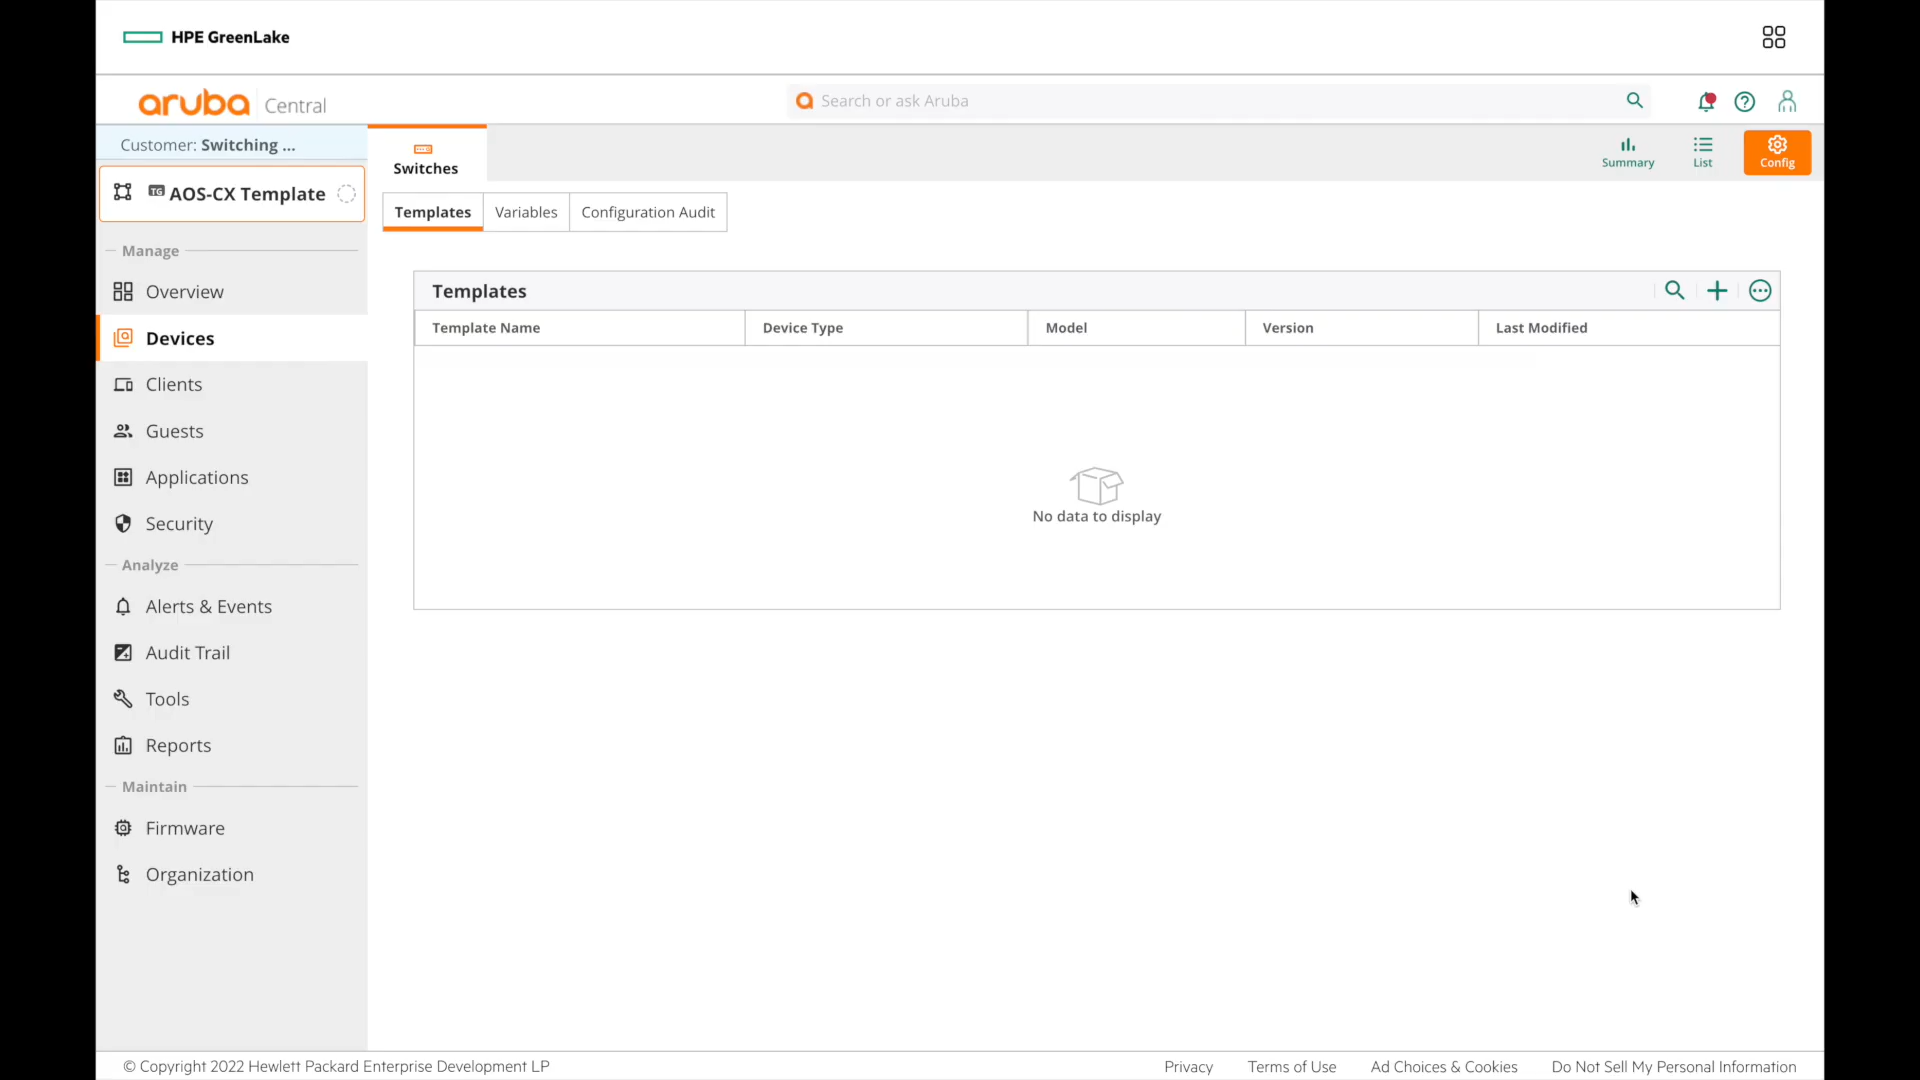 HPE GreenLake
aruba Central
Search or ask Aruba
Customer: Switching ...
TG AOS-CX Template
Switches
Summary
List
Config
Templates
Variables
Configuration Audit
Manage
Overview
Devices
Clients
Guests
Applications
Security
Analyze
Alerts & Events
Audit Trail
Tools
Reports
Maintain
Firmware
Organization
Templates
Template Name
Device Type
Model
Version
Last Modified
No data to display
© Copyright 2022 Hewlett Packard Enterprise Development LP
Privacy
Terms of Use
Ad Choices & Cookies
Do Not Sell My Personal Information